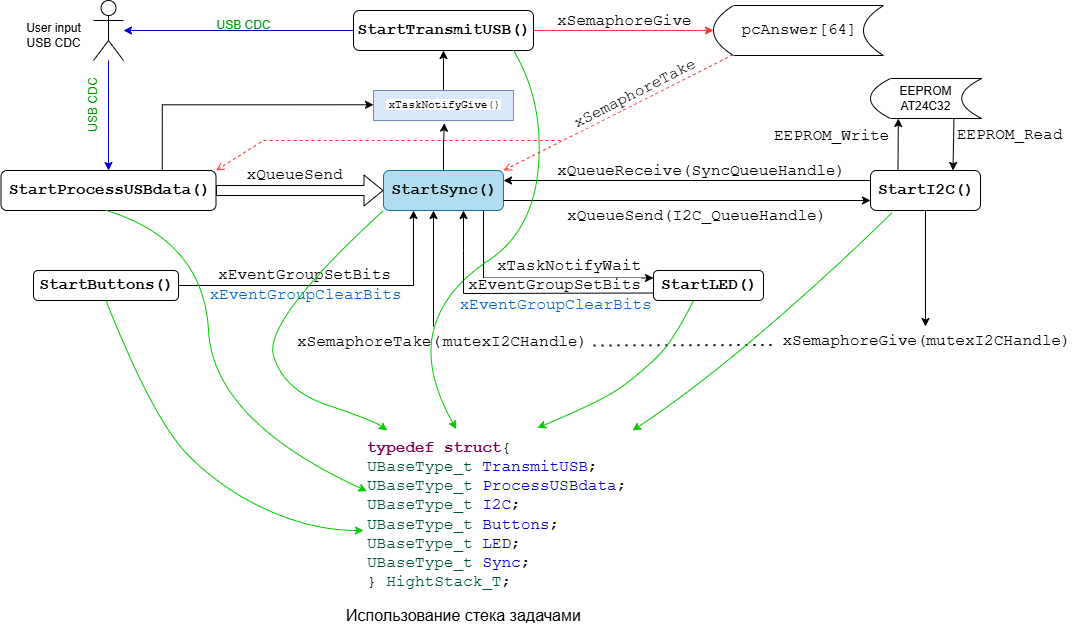 User input
USB CDC
USB CDC
StartTransmitUSB()
xSemaphoreGive
pcAnswer[64]
USB CDC
xTaskNotifyGive()
xSemaphoreTake
EEPROM
AT24C32
EEPROM_Write
EEPROM_Read
StartProcessUSBdata()
xQueueSend
StartSync()
xQueueReceive(SyncQueueHandle)
StartI2C()
xQueueSend(I2C_QueueHandle)
StartButtons()
xEventGroupSetBits
xEventGroupClearBits
xTaskNotifyWait
xEventGroupSetBits
xEventGroupClearBits
StartLED()
xSemaphoreTake(mutexI2CHandle) ....................... xSemaphoreGive(mutexI2CHandle)
typedef struct{
UBaseType_t TransmitUSB;
UBaseType_t ProcessUSBdata;
UBaseType_t I2C;
UBaseType_t Buttons;
UBaseType_t LED;
UBaseType_t Sync;
} HightStack_T;
Использование стека задачами